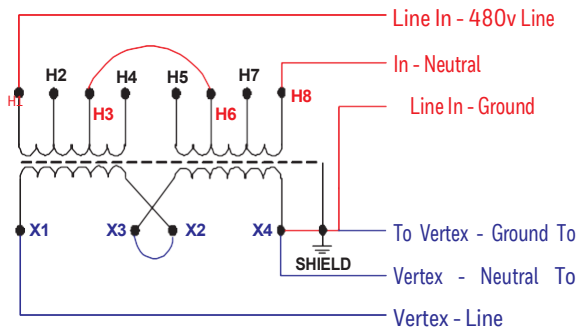 Line In - 480v Line
H1 H2 H3 H4 H5 H6 H7 H8
In - Neutral
Line In - Ground
X1 X3 X2 X4
SHIELD
To Vertex - Ground To
Vertex - Neutral To
Vertex - Line